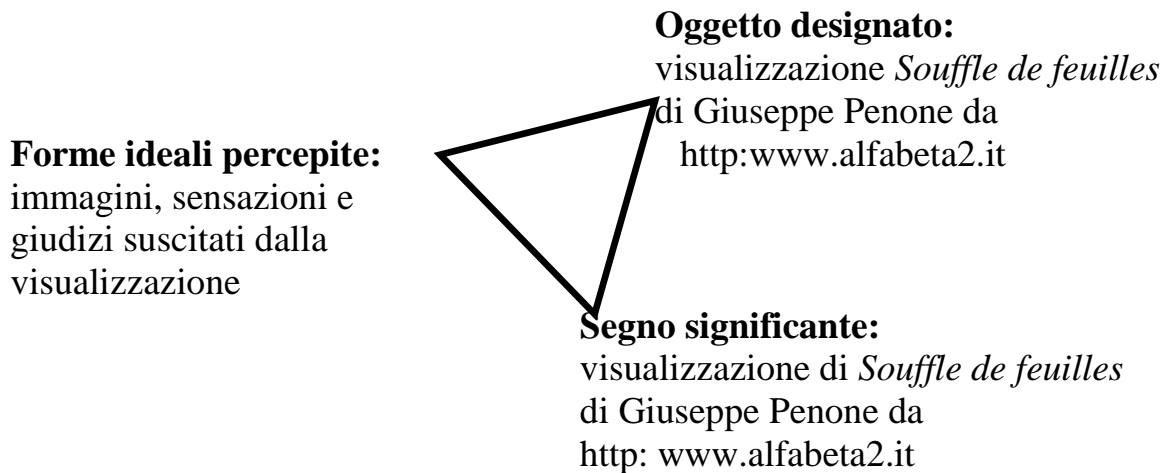 Oggetto designato:
visualizzazione Souffle de feuilles
di Giuseppe Penone da
http:www.alfabeta2.it
Forme ideali percepite:
immagini, sensazioni e
giudizi suscitati dalla
visualizzazione
Segno significante:
visualizzazione di Souffle de feuilles
di Giuseppe Penone da
http: www.alfabeta2.it